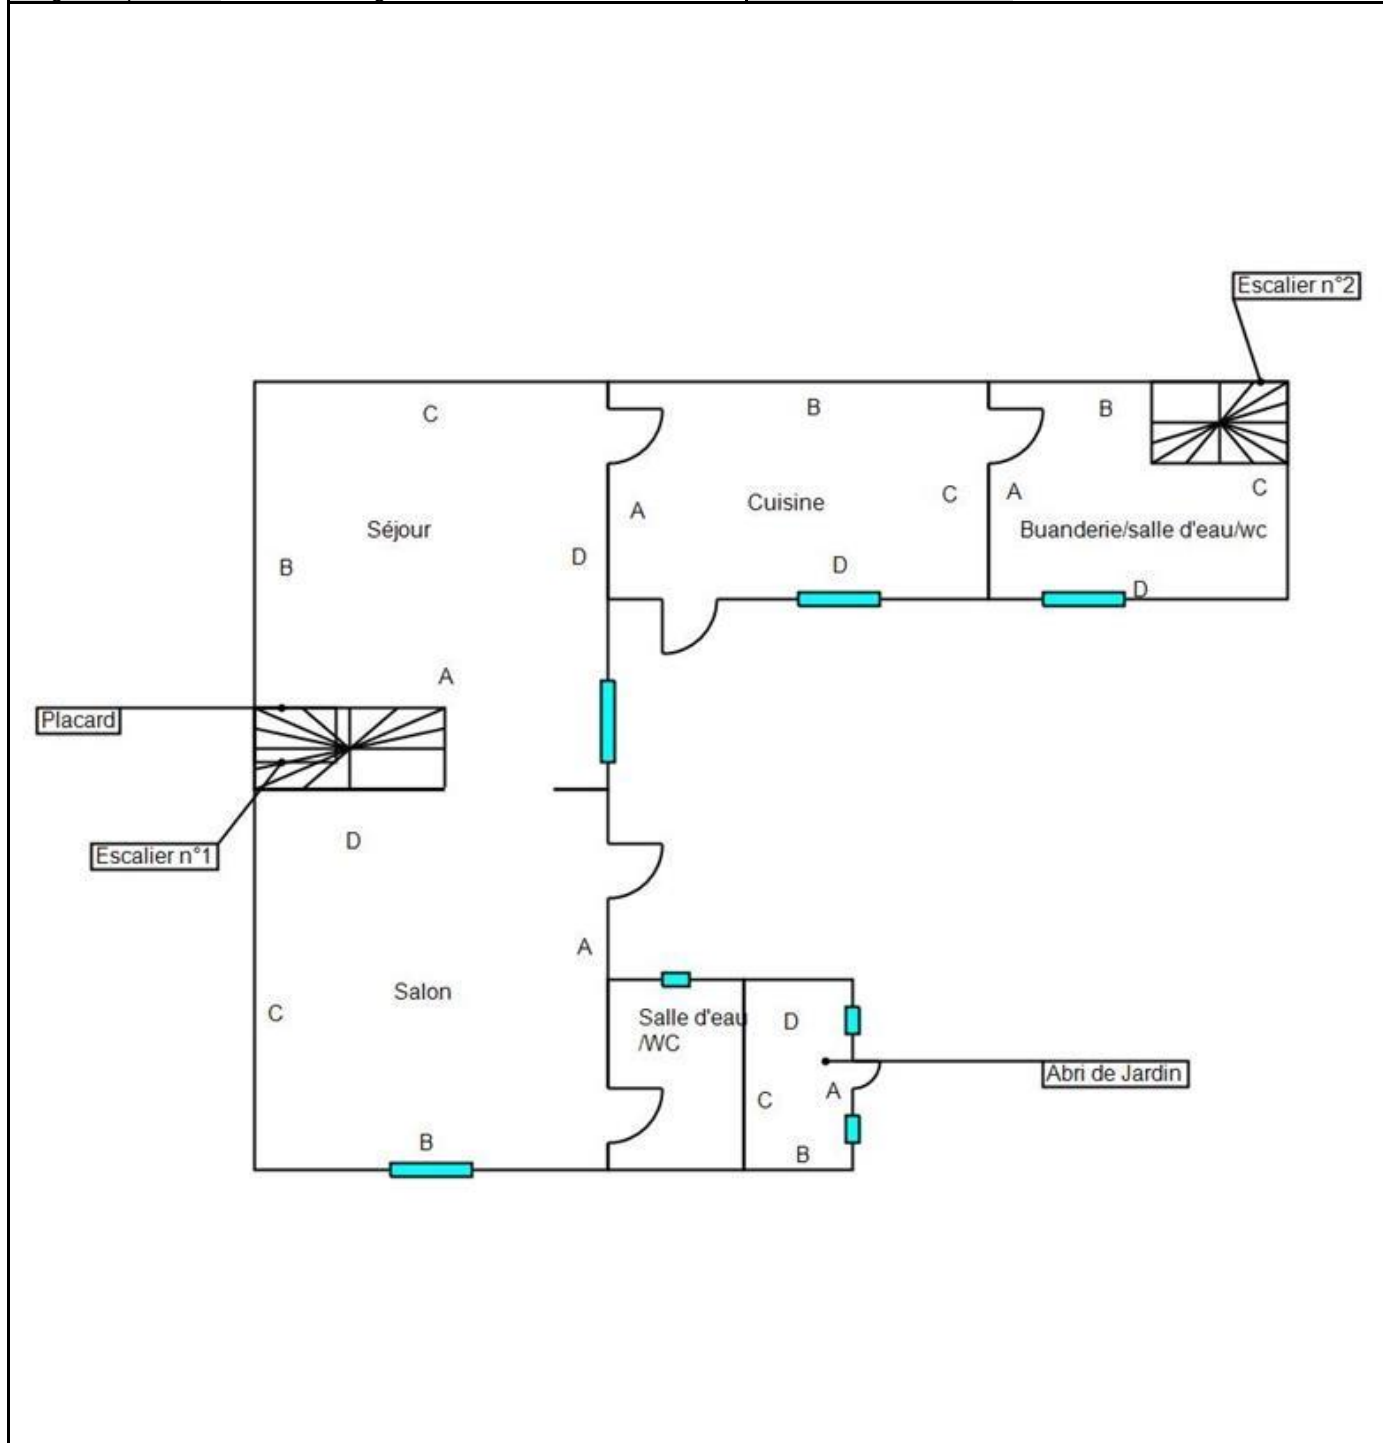 Escalier n°2
C
B
B
C
A
C
A
Cuisine
Séjour
Buanderie/salle d'eau/wc
D
B
D
D
A
Placard
D
Escalier n°1
A
Salon
C
Salle d'eau
/WC
D
Abri de Jardin
A
C
B
B